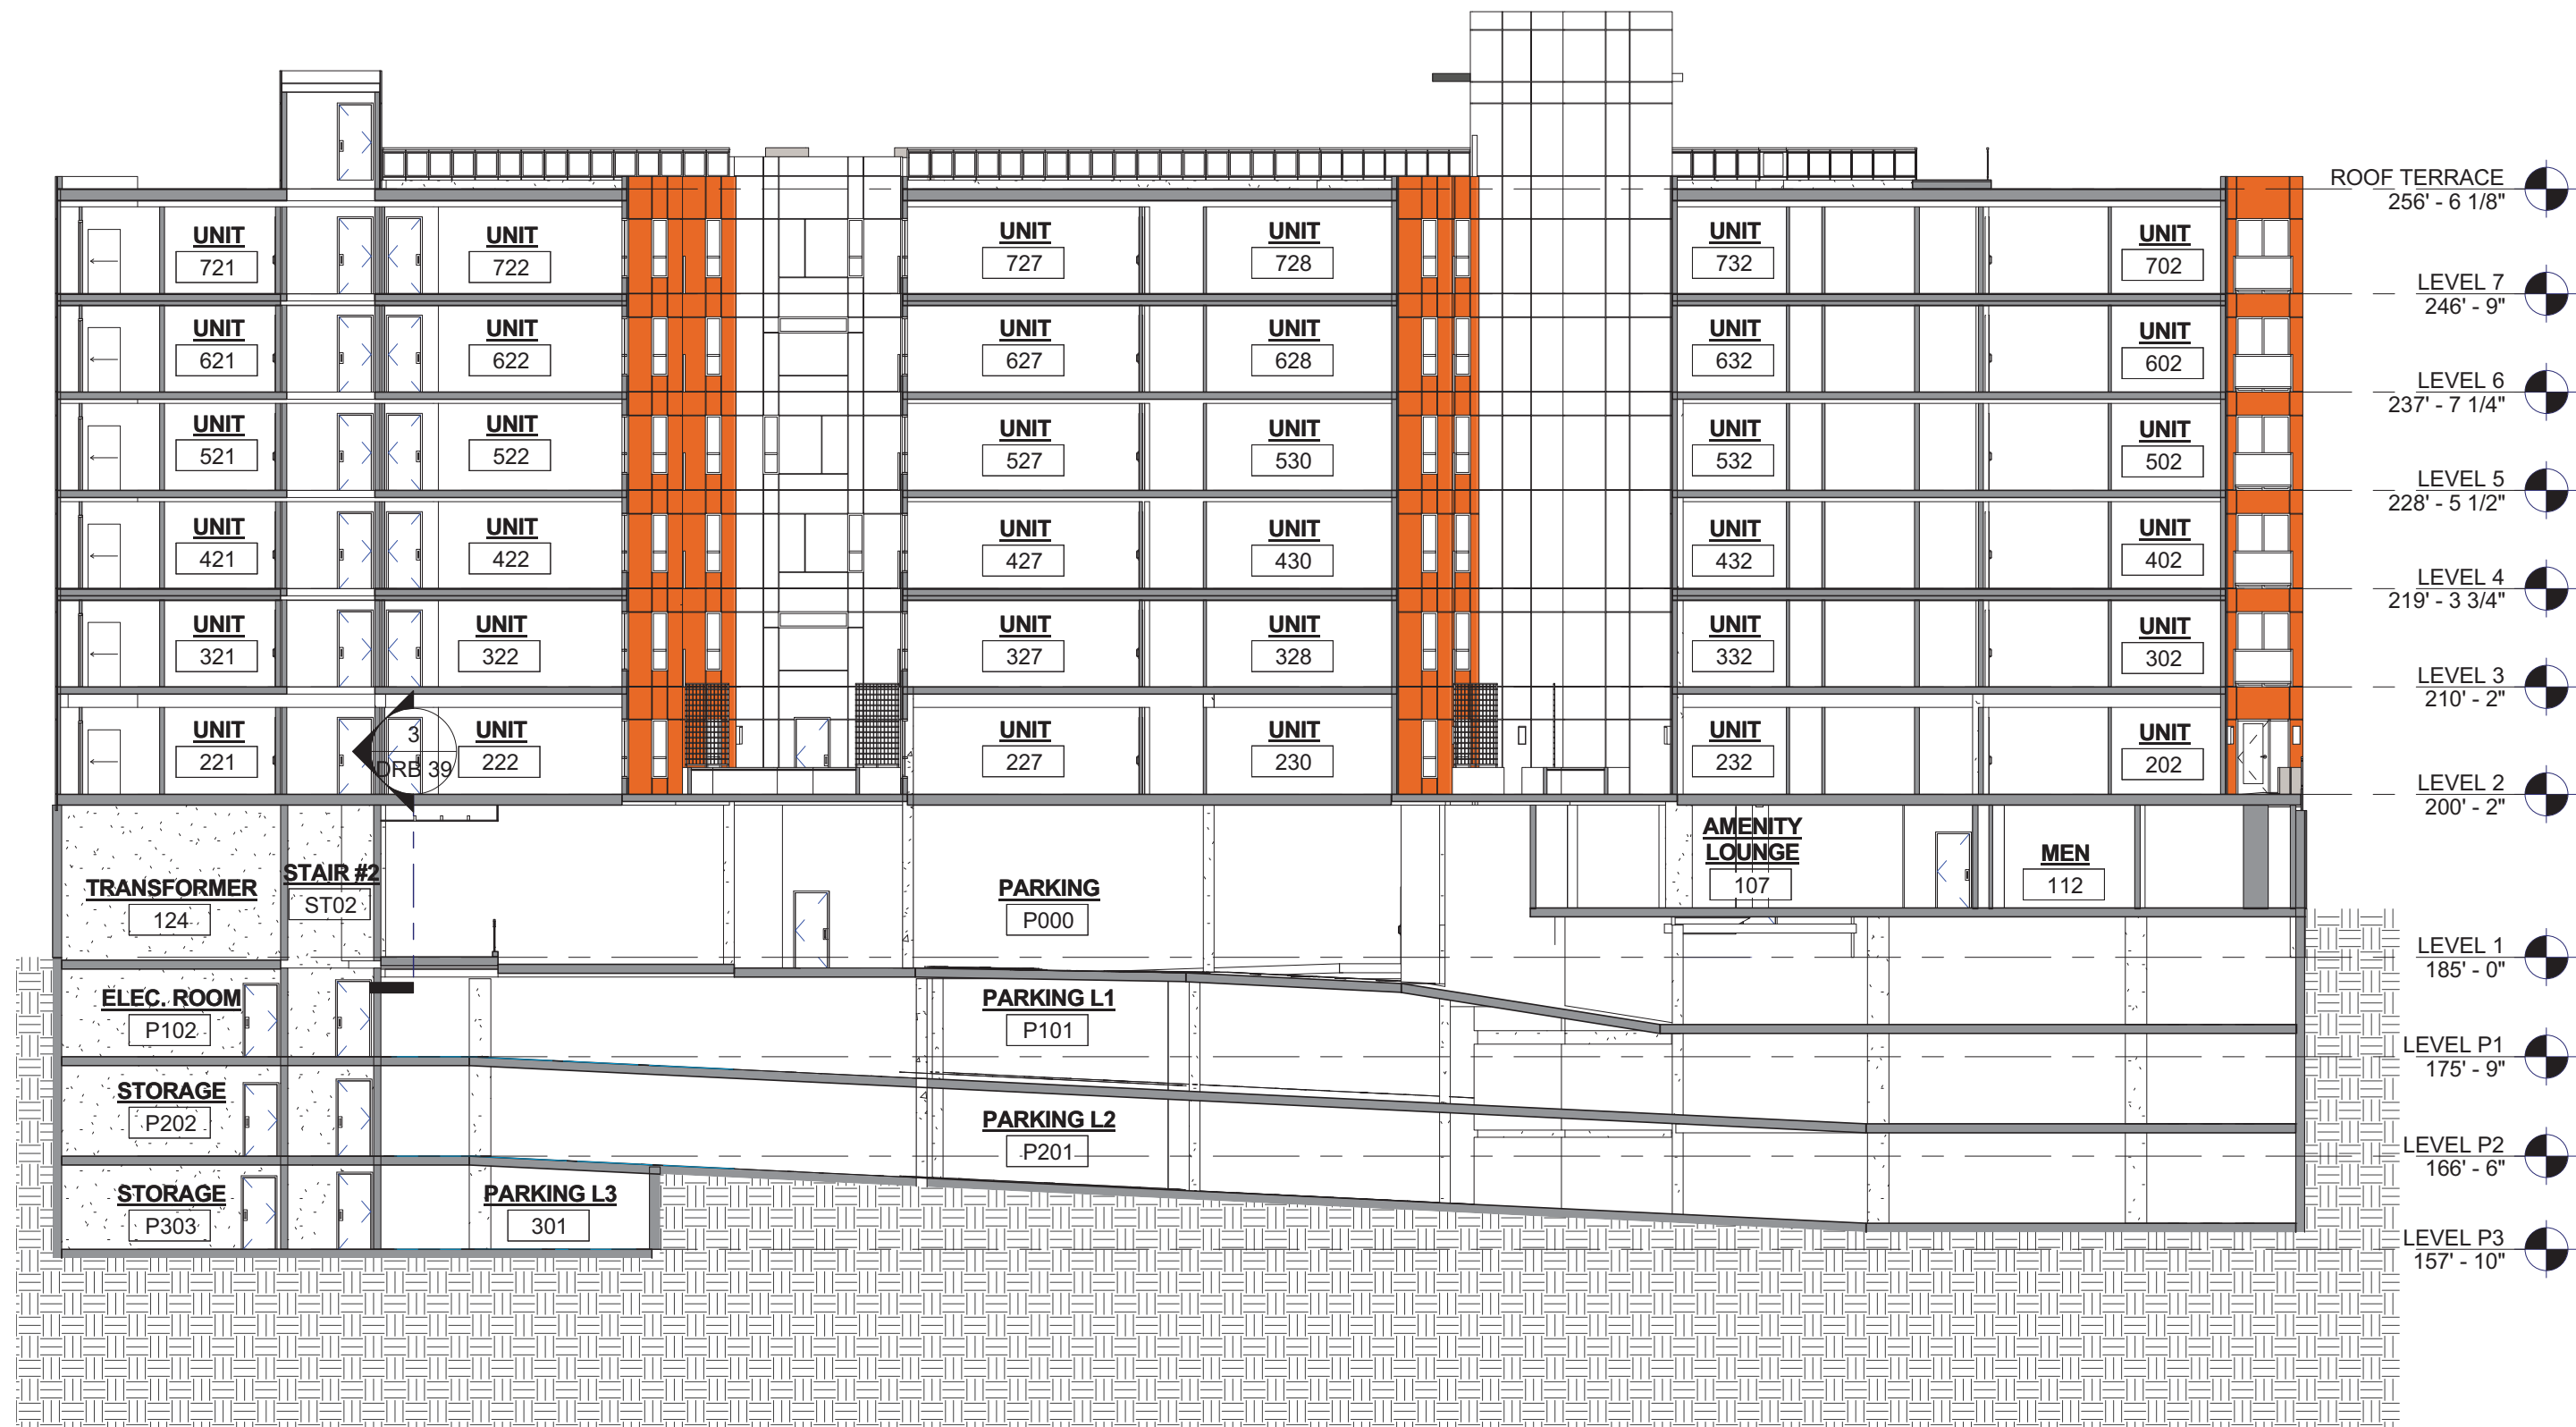 ROOF TERRACE
256' - 6 1/8"
UNIT UNIT UNIT UNIT UNIT UNIT
721 722 727 728 732 702
LEVEL 7
246' - 9"
UNIT UNIT UNIT UNIT UNIT UNIT
621 622 627 628 632 602
LEVEL 6
237' - 7 1/4"
UNIT UNIT UNIT UNIT UNIT UNIT
521 522 527 530 532 502
LEVEL 5
228' - 5 1/2"
UNIT UNIT UNIT UNIT UNIT UNIT
421 422 427 430 432 402
LEVEL 4
219' - 3 3/4"
UNIT UNIT UNIT UNIT UNIT UNIT
321 322 327 328 332 302
LEVEL 3
210' - 2"
UNIT 3 UNIT UNIT UNIT UNIT UNIT
221 DRB 39 222 227 230 232 202
LEVEL 2
200' - 2"
TRANSFORMER
124
STAIR #2
ST02
PARKING
P000
AMENITY
LOUNGE
107
MEN
112
LEVEL 1
185' - 0"
ELEC. ROOM
P102
PARKING L1
P101
LEVEL P1
175' - 9"
STORAGE
P202
PARKING L2
P201
LEVEL P2
166' - 6"
STORAGE
P303
PARKING L3
301
LEVEL P3
157' - 10"